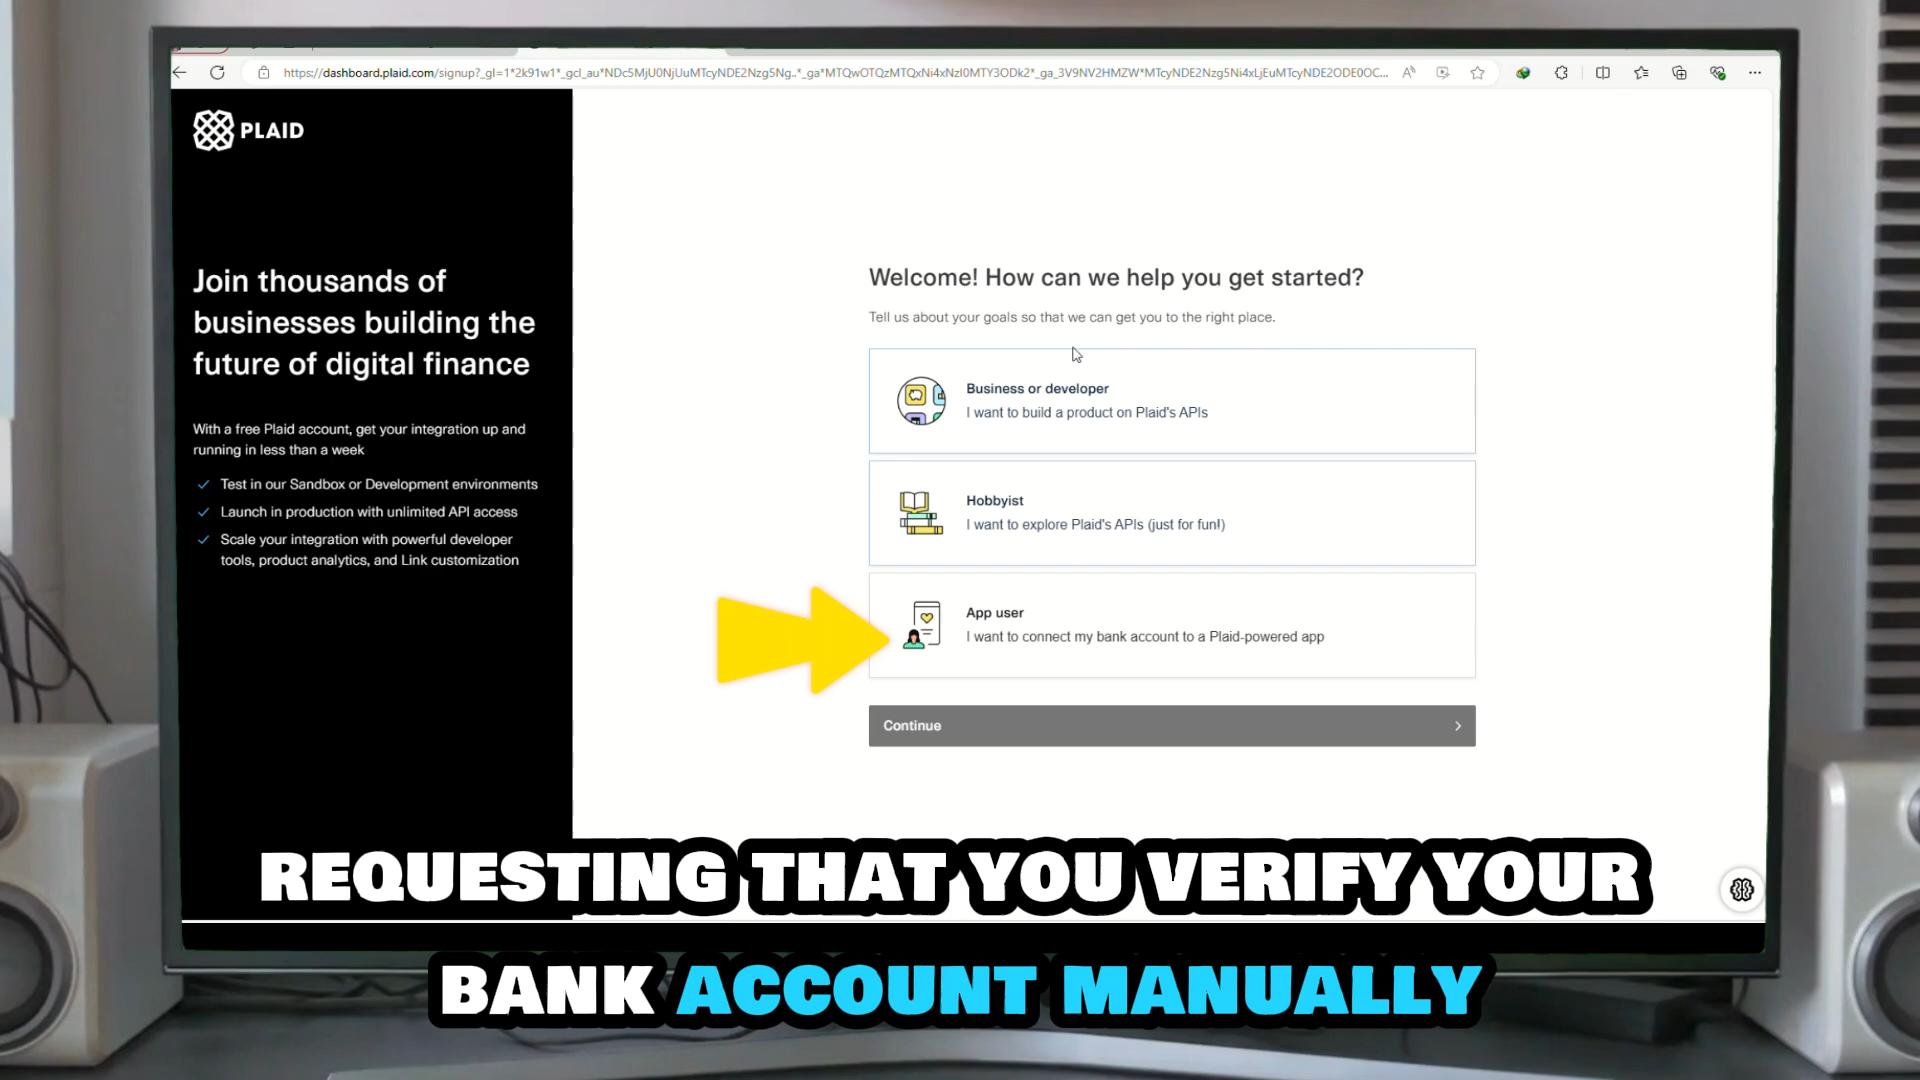 https://dashboard.plaid.com/signup?_gl=1*2k91w1*_gcl_au*NDc5MjU0NjUuMTcyNDE2Nzg5Ng..*_ga*MTQwOTQzMTQxNi4xNzI0MTY3ODk2*_ga_3V9NV2HMZW*MTcyNDE2Nzg5Ni4xLjEuMTcyNDE2ODE0OC...
PLAID
Join thousands of
businesses building the
future of digital finance
With a free Plaid account, get your integration up and
running in less than a week
Test in our Sandbox or Development environments
Launch in production with unlimited API access
Scale your integration with powerful developer
tools, product analytics, and Link customization
Welcome! How can we help you get started?
Tell us about your goals so that we can get you to the right place.
Business or developer
I want to build a product on Plaid's APIs
Hobbyist
I want to explore Plaid's APIs (just for fun!)
App user
I want to connect my bank account to a Plaid-powered app
Continue
REQUESTING THAT YOU VERIFY YOUR
BANK ACCOUNT MANUALLY